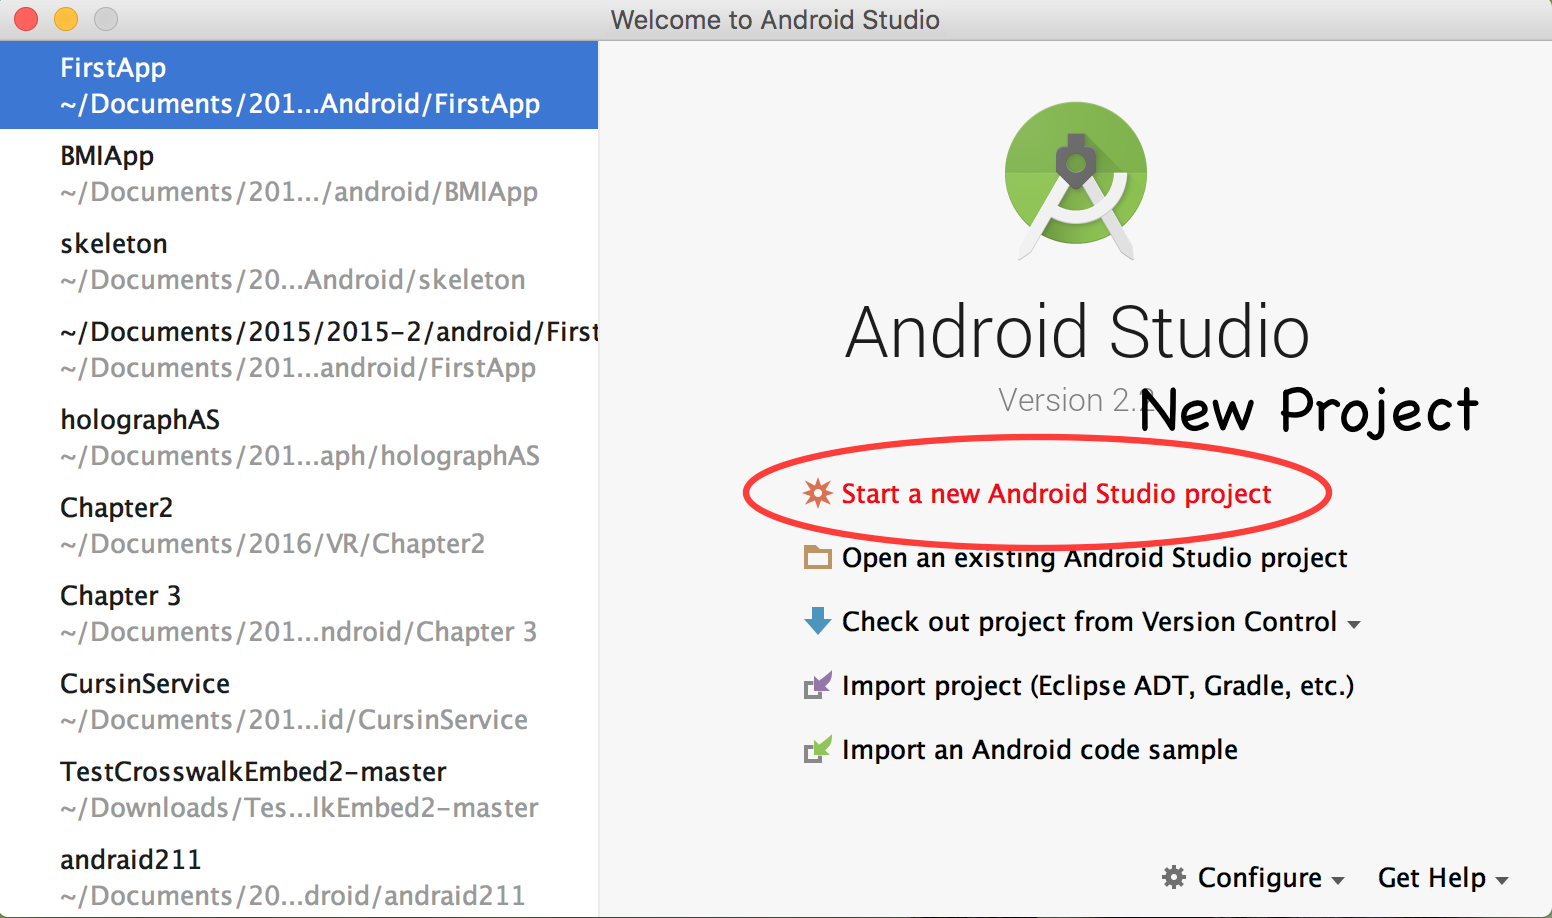 Welcome to Android Studio
FirstApp
~/Documents/201...Android/FirstApp
BMIApp
~/Documents/201.../android/BMIApp
skeleton
~/Documents/20...Android/skeleton
~/Documents/2015/2015-2/android/First
~/Documents/201...android/FirstApp
holographAS
~/Documents/201...aph/holographAS
Chapter2
~/Documents/2016/VR/Chapter2
Chapter 3
~/Documents/201...ndroid/Chapter 3
CursinService
~/Documents/201...id/CursinService
TestCrosswalkEmbed2-master
~/Downloads/Tes...lkEmbed2-master
andraid211
~/Documents/20...droid/andraid211
Android Studio
Version 2.2
New Project
Start a new Android Studio project
Open an existing Android Studio project
Check out project from Version Control
Import project (Eclipse ADT, Gradle, etc.)
Import an Android code sample
Configure
Get Help